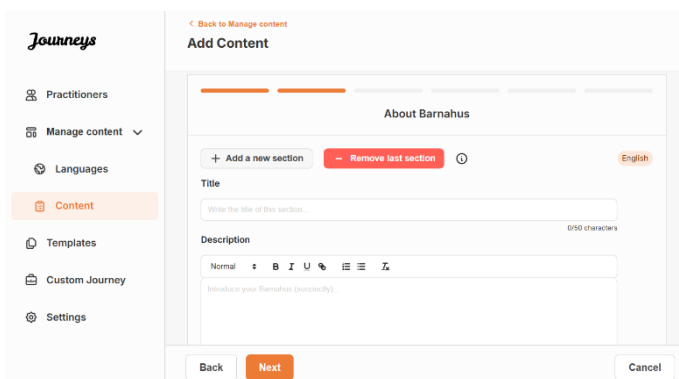 Journeys
Practitioners
Manage content
Languages
Content
Templates
Custom Journey
Settings
< Back to Manage content
Add Content
About Barnahus
+ Add a new section
− Remove last section
English
Title
Write the title of this section...
0/50 characters
Description
Normal B I U
Introduce your Barnahus (succinctly)...
Back
Next
Cancel